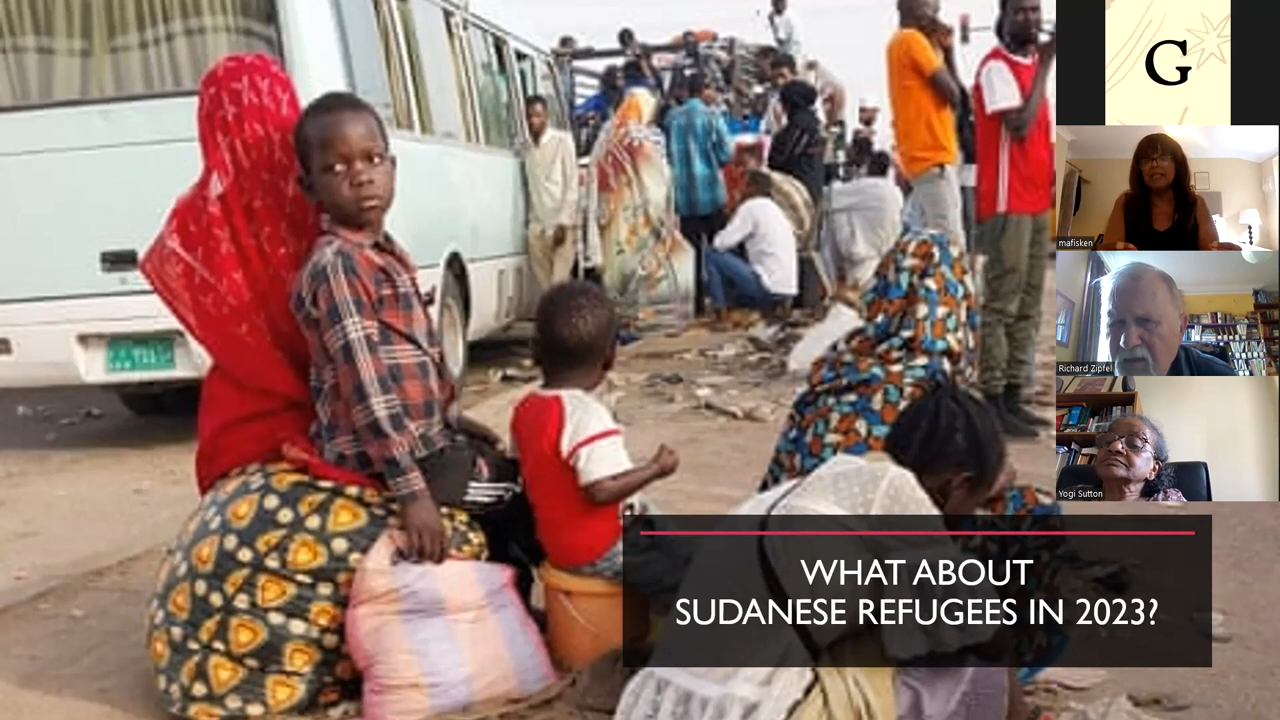 G
mafisken
Richard Zipfel
Yogi Sutton
WHAT ABOUT
SUDANESE REFUGEES IN 2023?